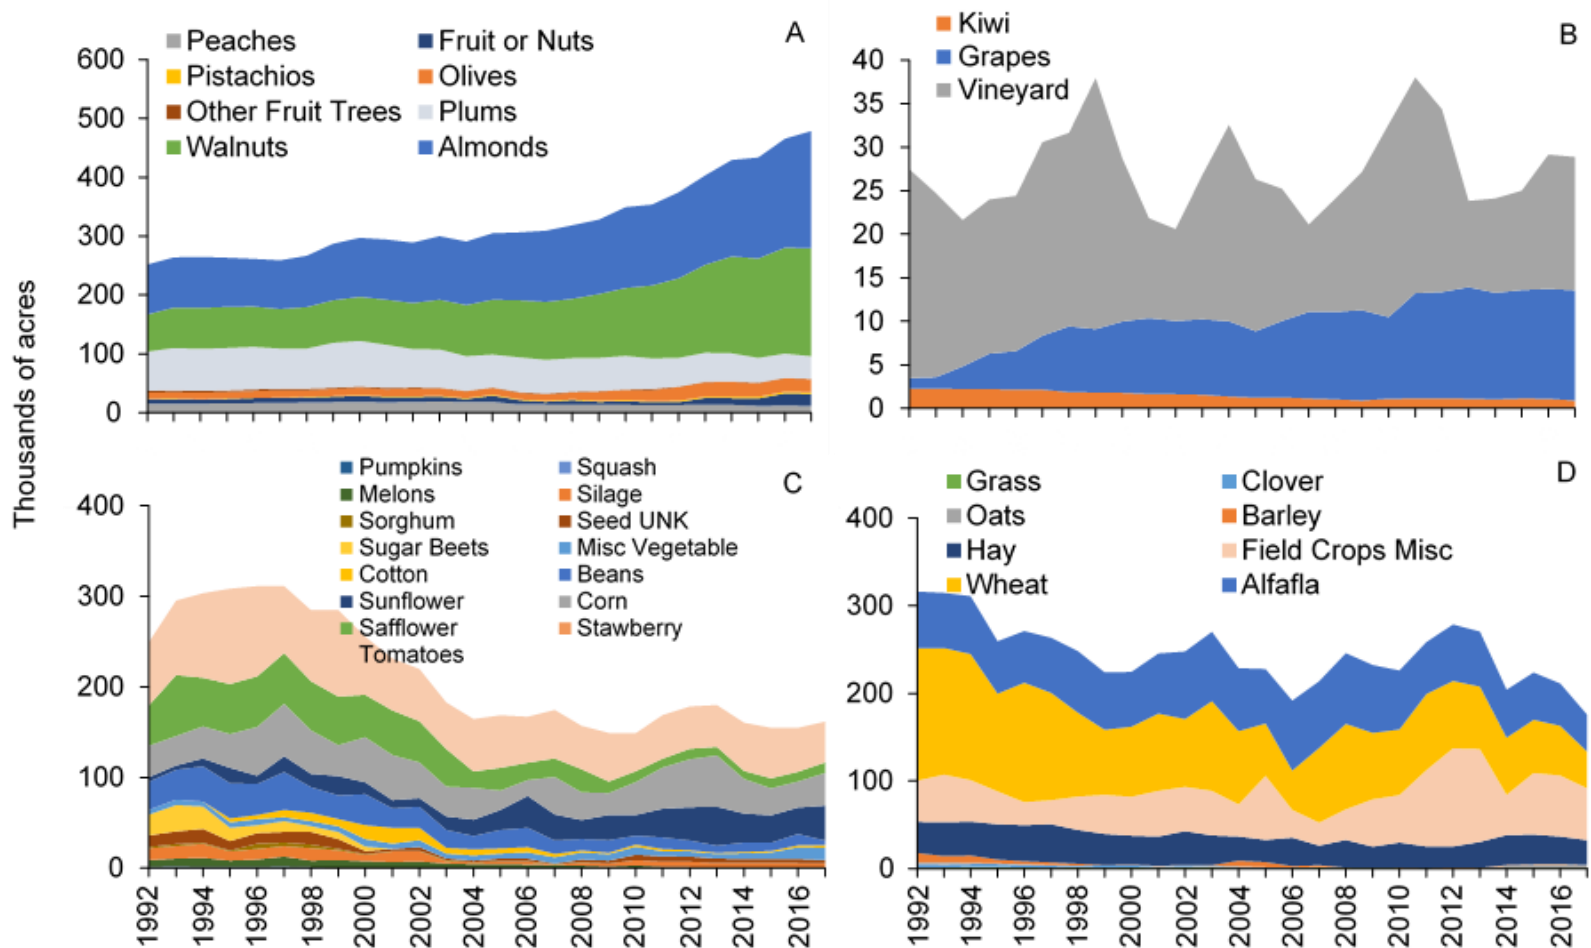 A
Peaches Fruit or Nuts
Pistachios Olives
Other Fruit Trees Plums
Walnuts Almonds
600
500
400
300
200
100
0
B
Kiwi
Grapes
Vineyard
40
35
30
25
20
15
10
5
0
Thousands of acres
C
Pumpkins Squash
Melons Silage
Sorghum Seed UNK
Sugar Beets Misc Vegetable
Cotton Beans
Sunflower Corn
Safflower Stawberry
Tomatoes
400
300
200
100
0
1992 1994 1996 1998 2000 2002 2004 2006 2008 2010 2012 2014 2016
D
Grass Clover
Oats Barley
Hay Field Crops Misc
Wheat Alfafla
400
300
200
100
0
1992 1994 1996 1998 2000 2002 2004 2006 2008 2010 2012 2014 2016